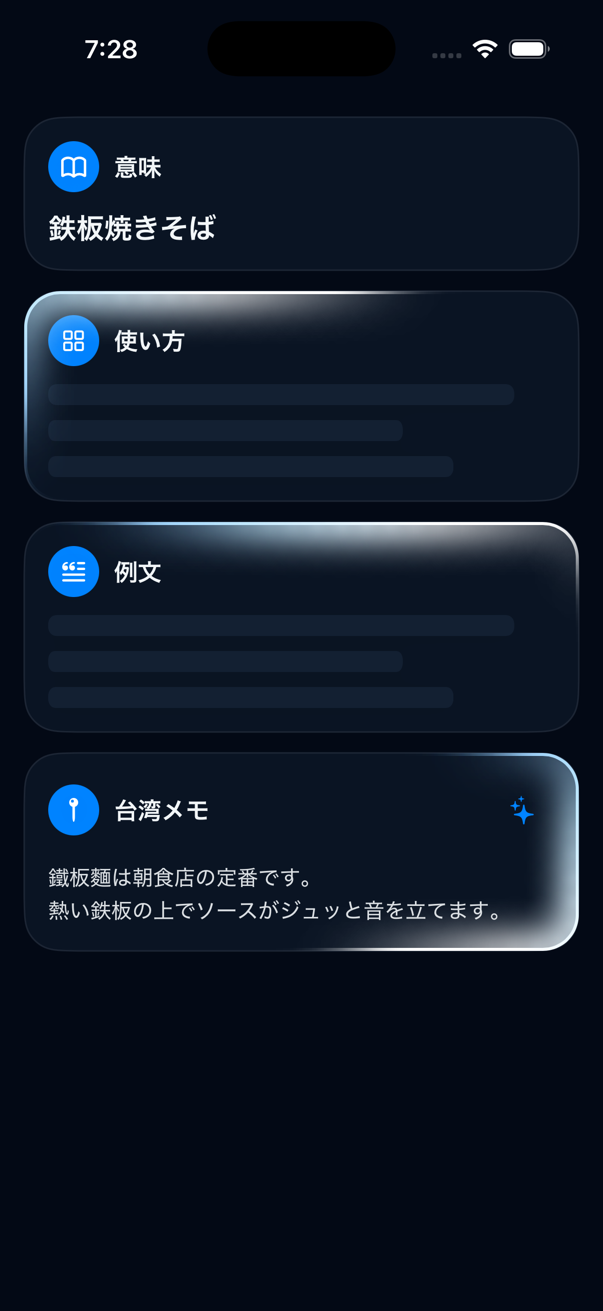 7:28
意味
鉄板焼きそば
使い方
例文
台湾メモ
鐵板麵は朝食店の定番です。
熱い鉄板の上でソースがジュッと音を立てます。